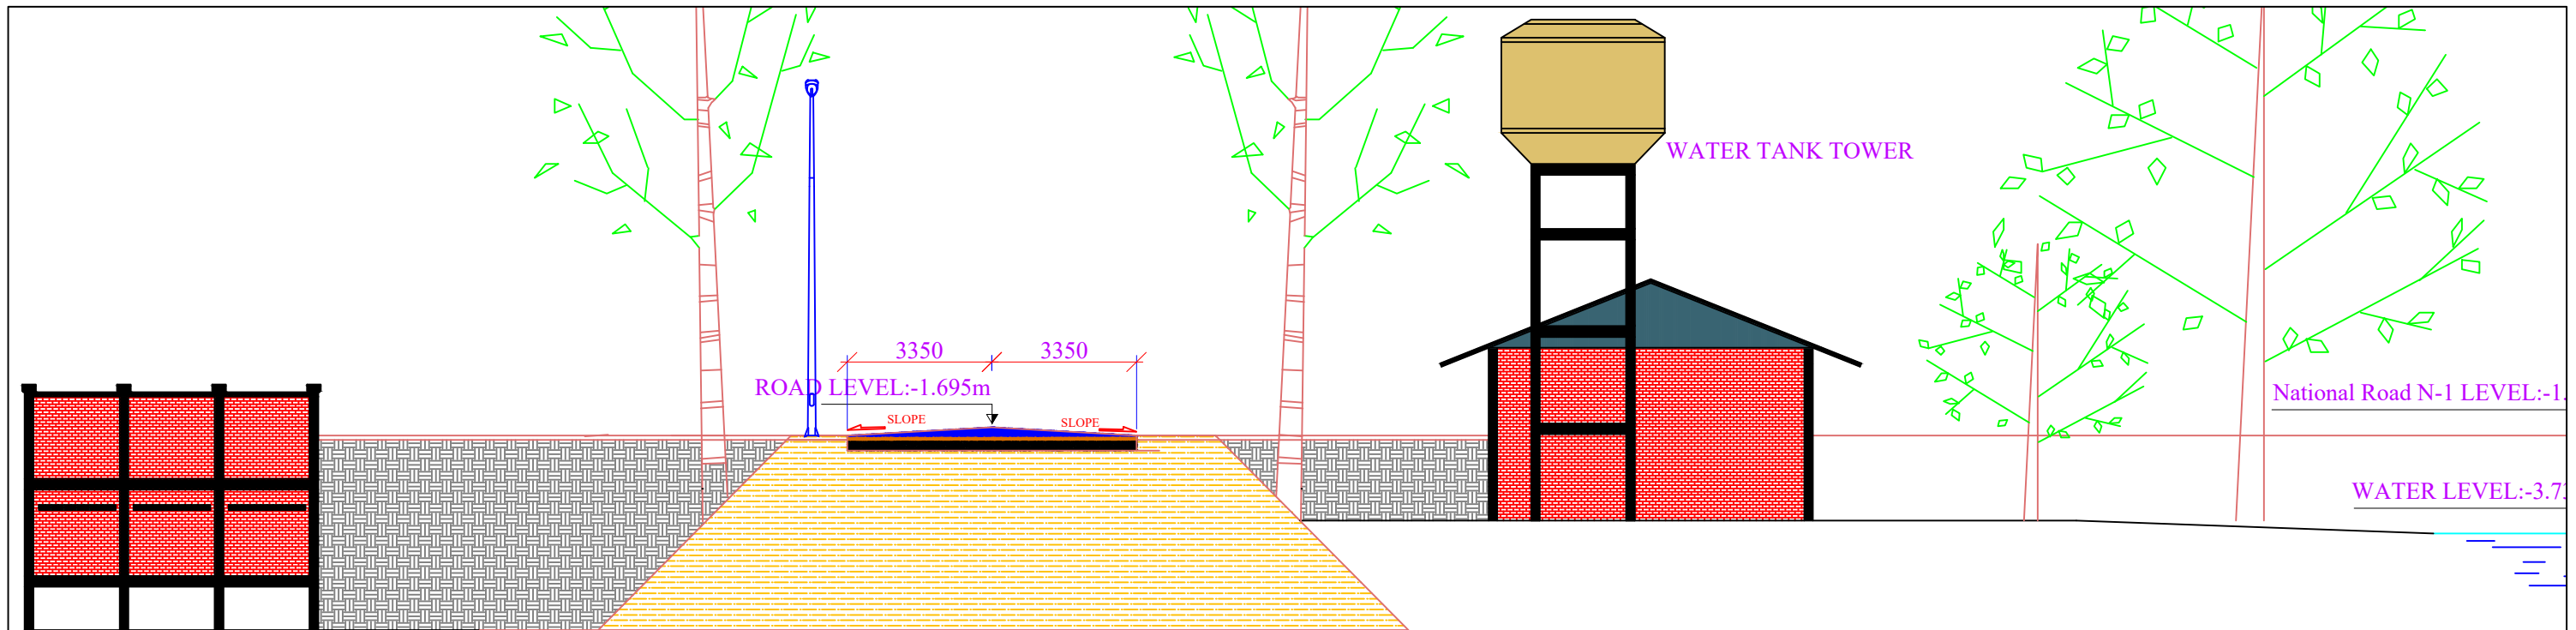 WATER TANK TOWER
3350 3350
ROAD LEVEL:-1.695m
SLOPE SLOPE
National Road N-1 LEVEL:-1.
WATER LEVEL:-3.7